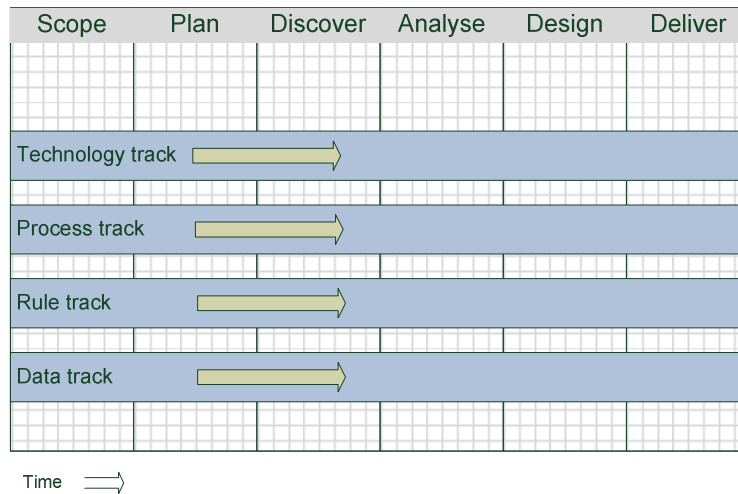 Scope Plan Discover Analyse Design Deliver
Technology track
Process track
Rule track
Data track
Time